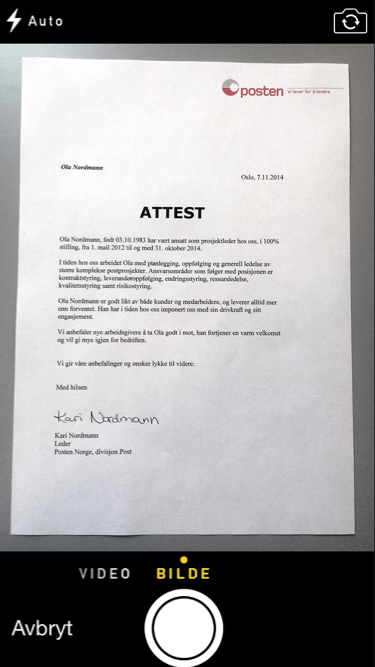 Auto
posten Vi lever for å levere
Ola Nordmann
Oslo, 7.11.2014
ATTEST
Ola Nordmann, født 03.10.1983 har vært ansatt som prosjektleder hos oss, i 100%
stilling, fra 1. mail 2012 til og med 31. oktober 2014.
I tiden hos oss arbeidet Ola med planlegging, oppfølging og generell ledelse av
større komplekse postprosjekter. Ansvarsområder som følger med posisjonen er
kontraktstyring, leverandøroppfølging, endringsstyring, ressursledelse,
kvalitetsstyring samt risikostyring.
Ola Nordmann er godt likt av både kunder og medarbeidere, og leverer alltid mer
enn forventet. Han har i tiden hos oss imponert oss med sin drivkraft og sitt
engasjement.
Vi anbefaler nye arbeidsgivere å ta Ola godt i mot, han fortjener en varm velkomst
og vil gi mye igjen for bedriften.
Vi gir våre anbefalinger og ønsker lykke til videre.
Med hilsen
Kari Nordmann
Kari Nordmann
Leder
Posten Norge, divisjon Post
VIDEO BILDE
Avbryt